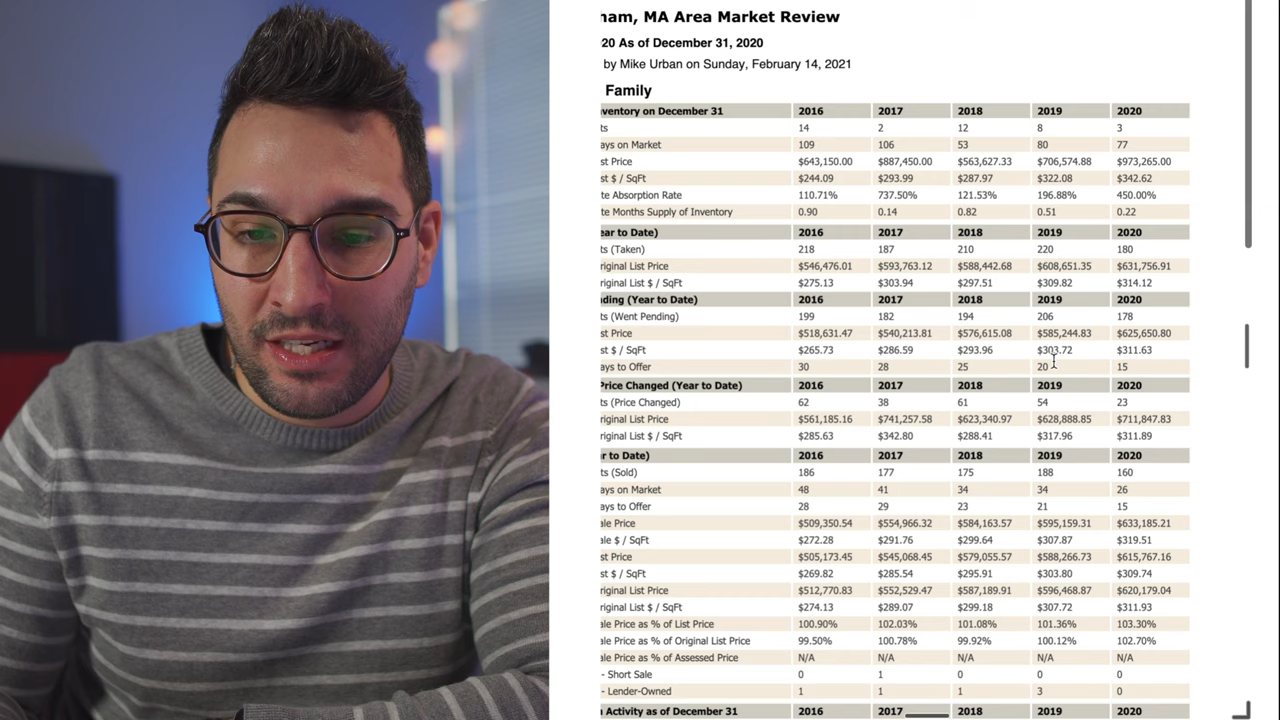 ham, MA Area Market Review
20 As of December 31, 2020
by Mike Urban on Sunday, February 14, 2021
Family
ventory on December 31 2016 2017 2018 2019 2020
ts 14 2 12 8 3
ays on Market 109 106 53 80 77
st Price $643,150.00 $887,450.00 $563,627.33 $706,574.88 $973,265.00
st $ / SqFt $244.09 $293.99 $287.97 $322.08 $342.62
te Absorption Rate 110.71% 737.50% 121.53% 196.88% 450.00%
te Months Supply of Inventory 0.90 0.14 0.82 0.51 0.22
ear to Date) 2016 2017 2018 2019 2020
ts (Taken) 218 187 210 220 180
riginal List Price $546,476.01 $593,763.12 $588,442.68 $608,651.35 $631,756.91
riginal List $ / SqFt $275.13 $303.94 $297.51 $309.82 $314.12
nding (Year to Date) 2016 2017 2018 2019 2020
ts (Went Pending) 199 182 194 206 178
st Price $518,631.47 $540,213.81 $576,615.08 $585,244.83 $625,650.80
st $ / SqFt $265.73 $286.59 $293.96 $303.72 $311.63
ays to Offer 30 28 25 20 15
Price Changed (Year to Date) 2016 2017 2018 2019 2020
ts (Price Changed) 62 38 61 54 23
riginal List Price $561,185.16 $741,257.58 $623,340.97 $628,888.85 $711,847.83
riginal List $ / SqFt $285.63 $342.80 $288.41 $317.96 $311.89
r to Date) 2016 2017 2018 2019 2020
ts (Sold) 186 177 175 188 160
ays on Market 48 41 34 34 26
ays to Offer 28 29 23 21 15
ale Price $509,350.54 $554,966.32 $584,163.57 $595,159.31 $633,185.21
ale $ / SqFt $272.28 $291.76 $299.64 $307.87 $319.51
st Price $505,173.45 $545,068.45 $579,055.57 $588,266.73 $615,767.16
st $ / SqFt $269.82 $285.54 $295.91 $303.80 $309.74
riginal List Price $512,770.83 $552,529.47 $587,189.91 $596,468.87 $620,179.04
riginal List $ / SqFt $274.13 $289.07 $299.18 $307.72 $311.93
ale Price as % of List Price 100.90% 102.03% 101.08% 101.36% 103.30%
ale Price as % of Original List Price 99.50% 100.78% 99.92% 100.12% 102.70%
ale Price as % of Assessed Price N/A N/A N/A N/A N/A
- Short Sale 0 1 0 0 0
- Lender-Owned 1 1 1 3 0
Activity as of December 31 2016 2017 2018 2019 2020